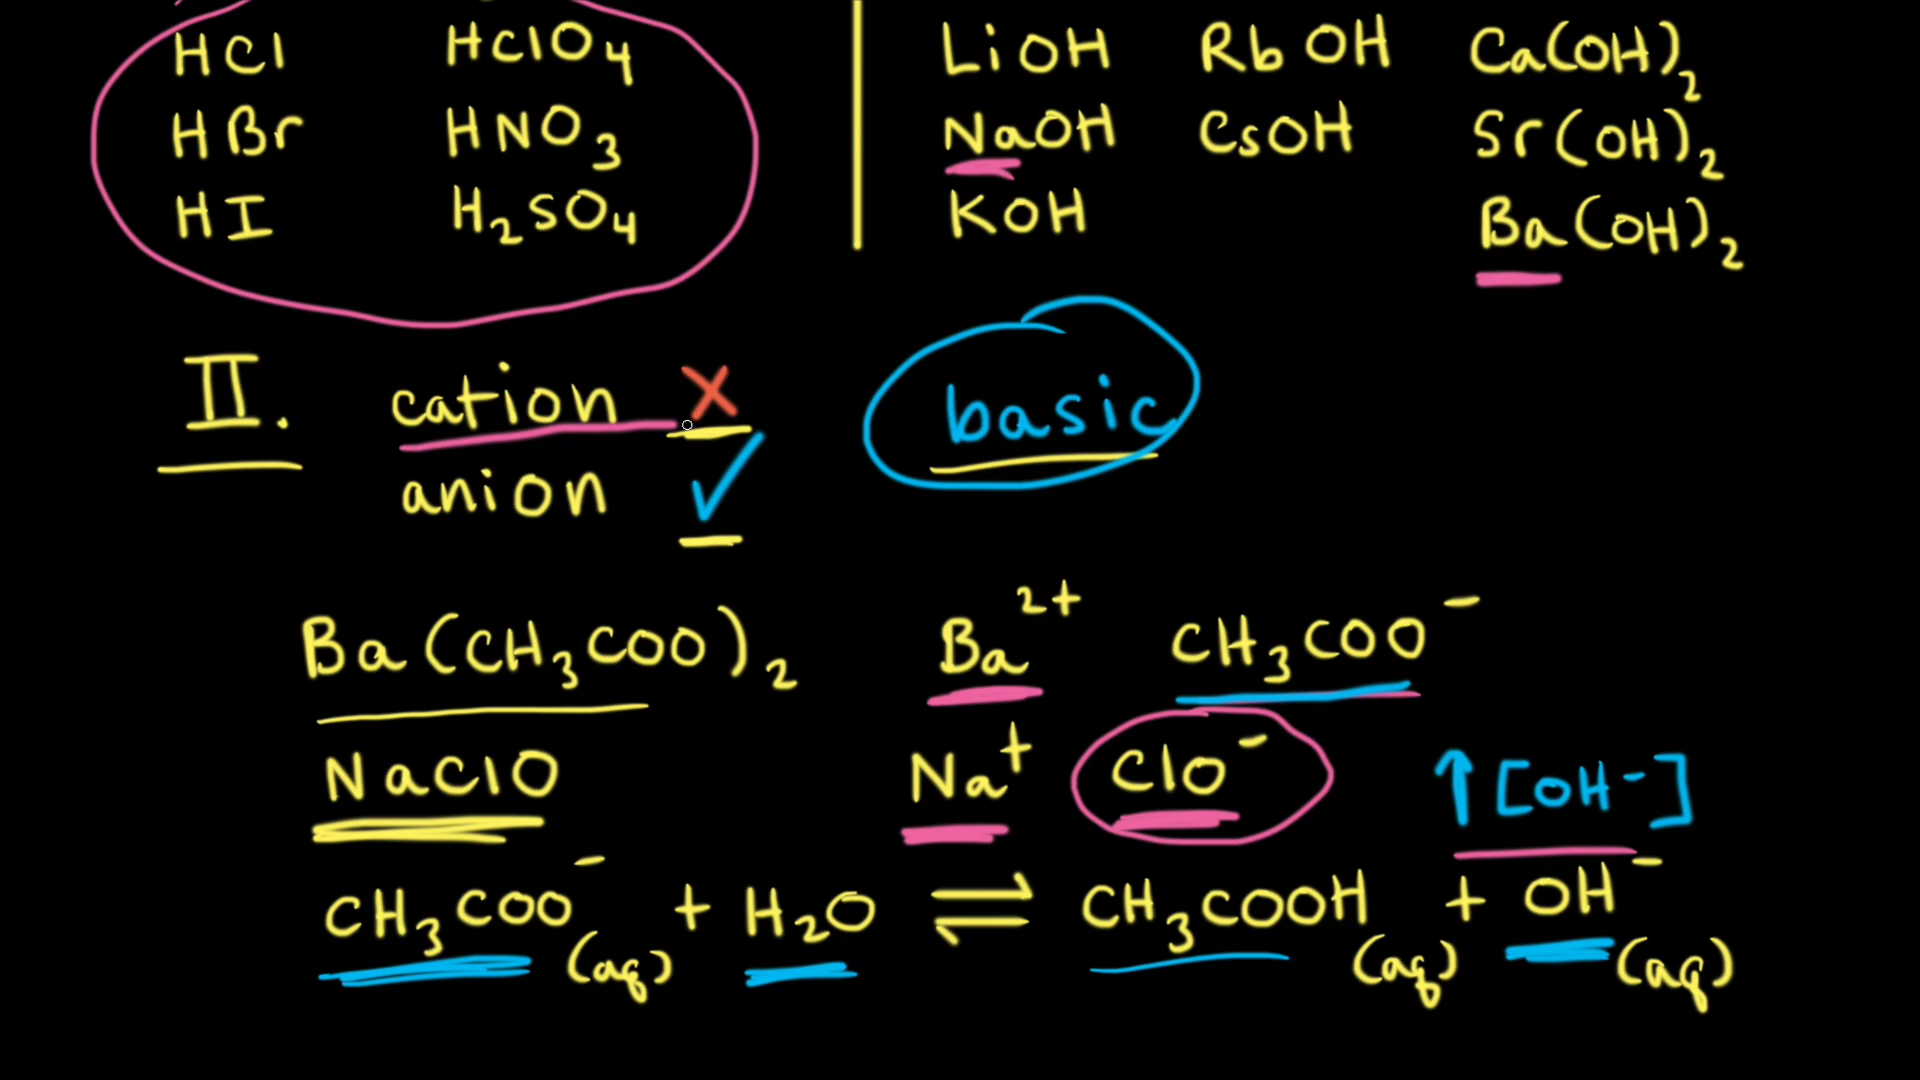 HCl HClO4 LiOH RbOH Ca(OH)2
HBr HNO3 NaOH CsOH Sr(OH)2
HI H2SO4 KOH Ba(OH)2
II. cation X basic
anion ✓
Ba(CH3COO)2 Ba2+ CH3COO-
NaClO Na+ ClO- ↑[OH-]
CH3COO-(aq) + H2O ⇌ CH3COOH(aq) + OH-(aq)